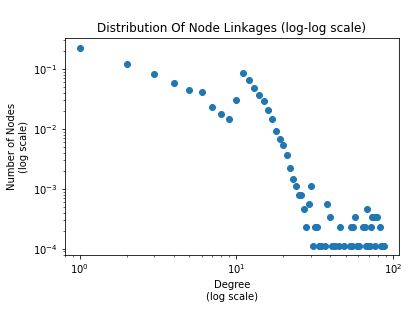 Distribution Of Node Linkages (log-log scale)
Number of Nodes
(log scale)
10⁻¹
10⁻²
10⁻³
10⁻⁴
10⁰
10¹
10²
Degree
(log scale)